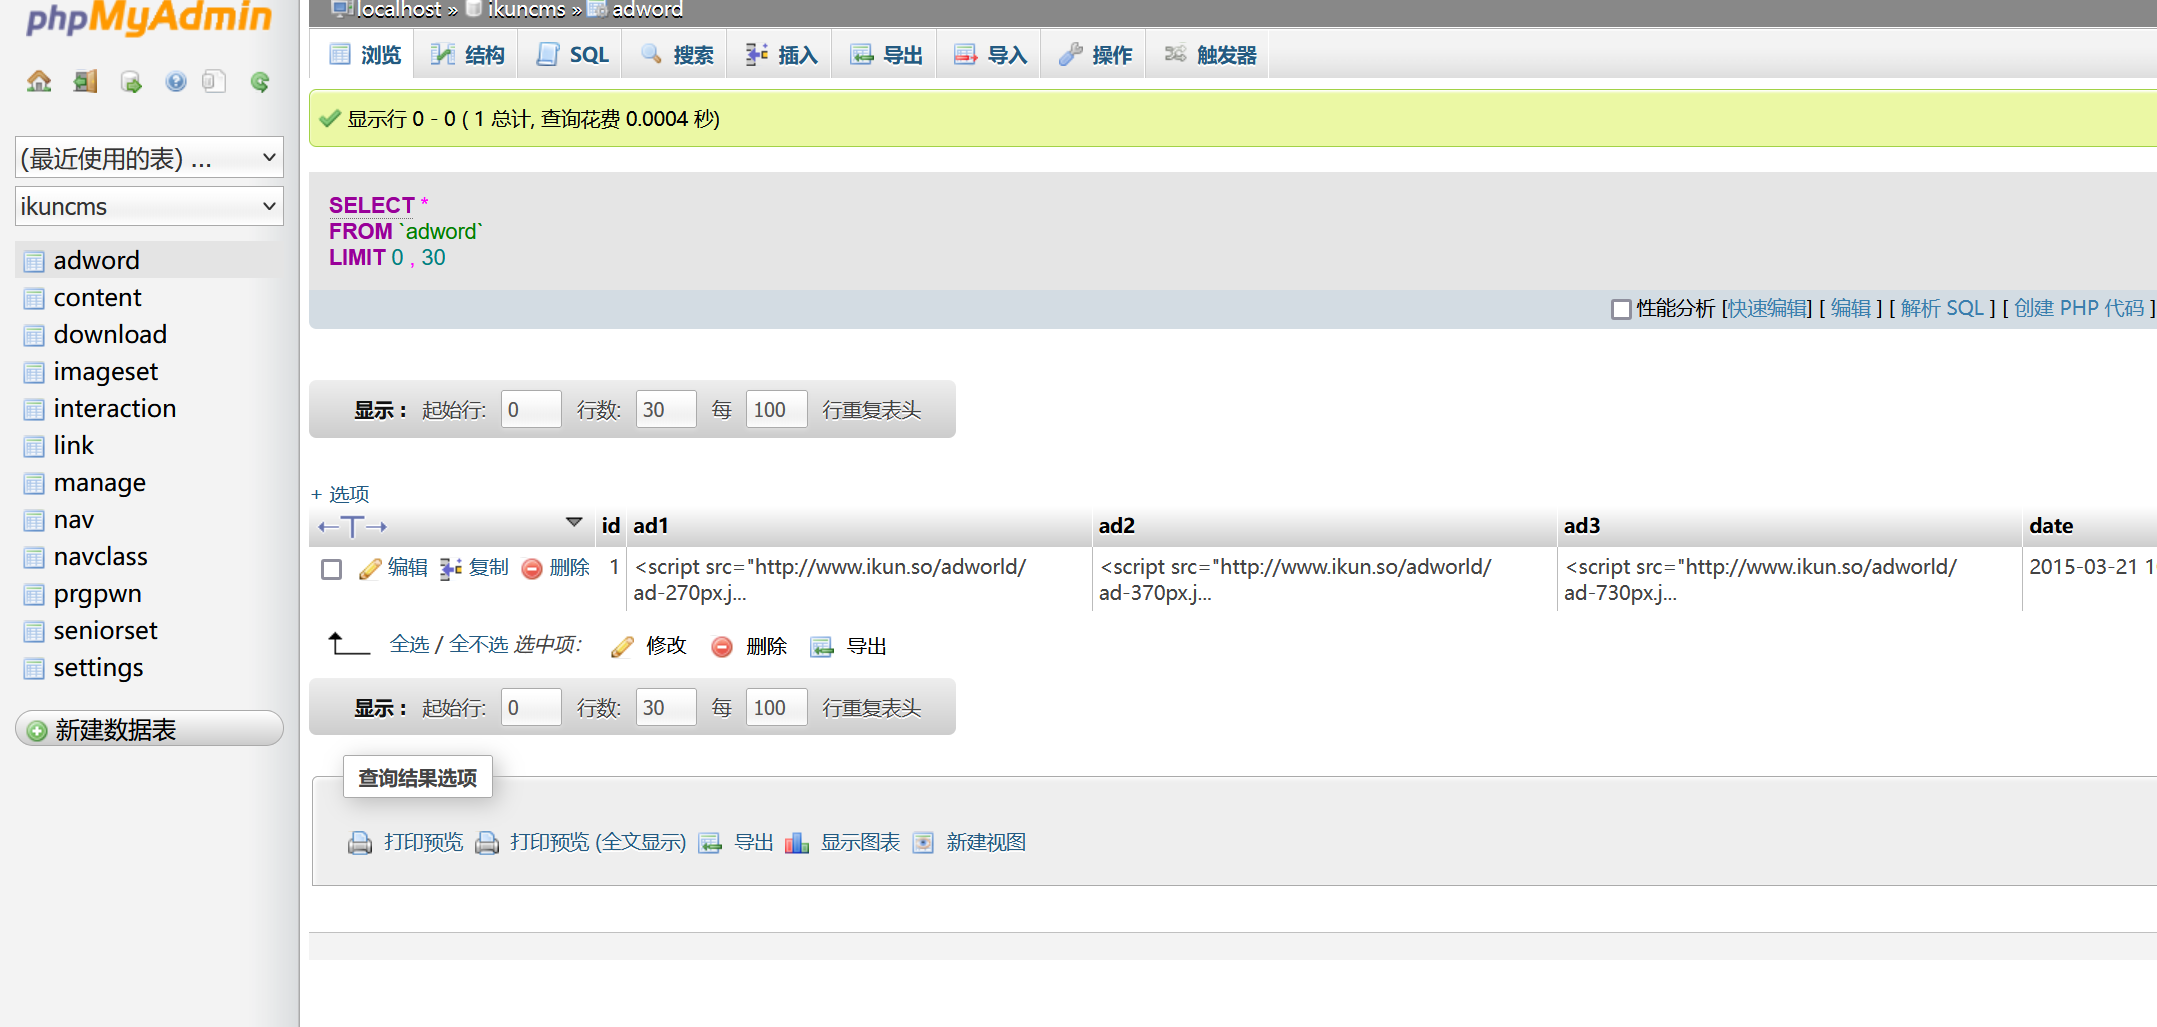 phpMyAdmin
(最近使用的表) ...
ikuncms
adword
content
download
imageset
interaction
link
manage
nav
navclass
prgpwn
seniorset
settings
新建数据表
localhost » ikuncms » adword
浏览 结构 SQL 搜索 插入 导出 导入 操作 触发器
显示行 0 - 0 ( 1 总计, 查询花费 0.0004 秒)
SELECT *
FROM `adword`
LIMIT 0 , 30
性能分析 [快速编辑] [ 编辑 ] [ 解析 SQL ] [ 创建 PHP 代码 ]
显示： 起始行: 0 行数: 30 每 100 行重复表头
+ 选项
←T→ id ad1 ad2 ad3 date
编辑 复制 删除 1 <script src="http://www.ikun.so/adworld/ <script src="http://www.ikun.so/adworld/ <script src="http://www.ikun.so/adworld/ 2015-03-21 1
ad-270px.j... ad-370px.j... ad-730px.j...
全选 / 全不选 选中项: 修改 删除 导出
显示： 起始行: 0 行数: 30 每 100 行重复表头
查询结果选项
打印预览 打印预览 (全文显示) 导出 显示图表 新建视图